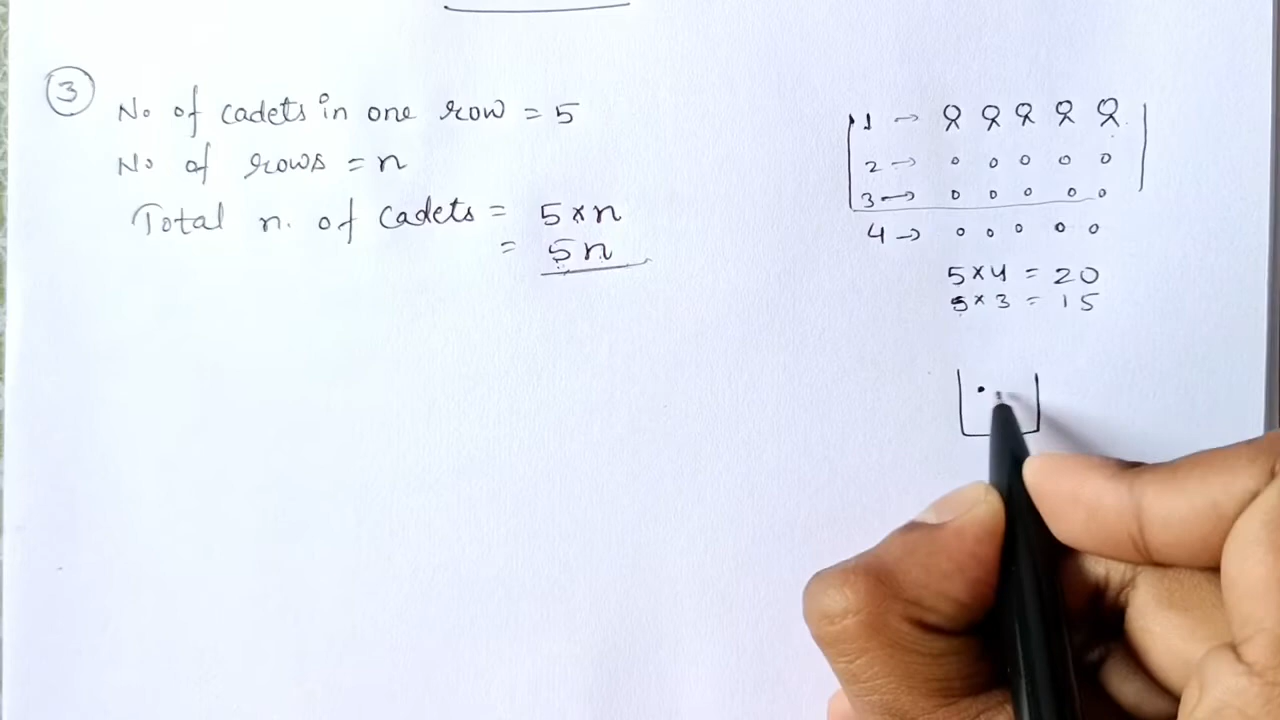 3
No of cadets in one row = 5
No of rows = n
Total n. of cadets = 5 × n
= 5n
1 →
2 →
3 →
4 →
5 × 4 = 20
5 × 3 = 15